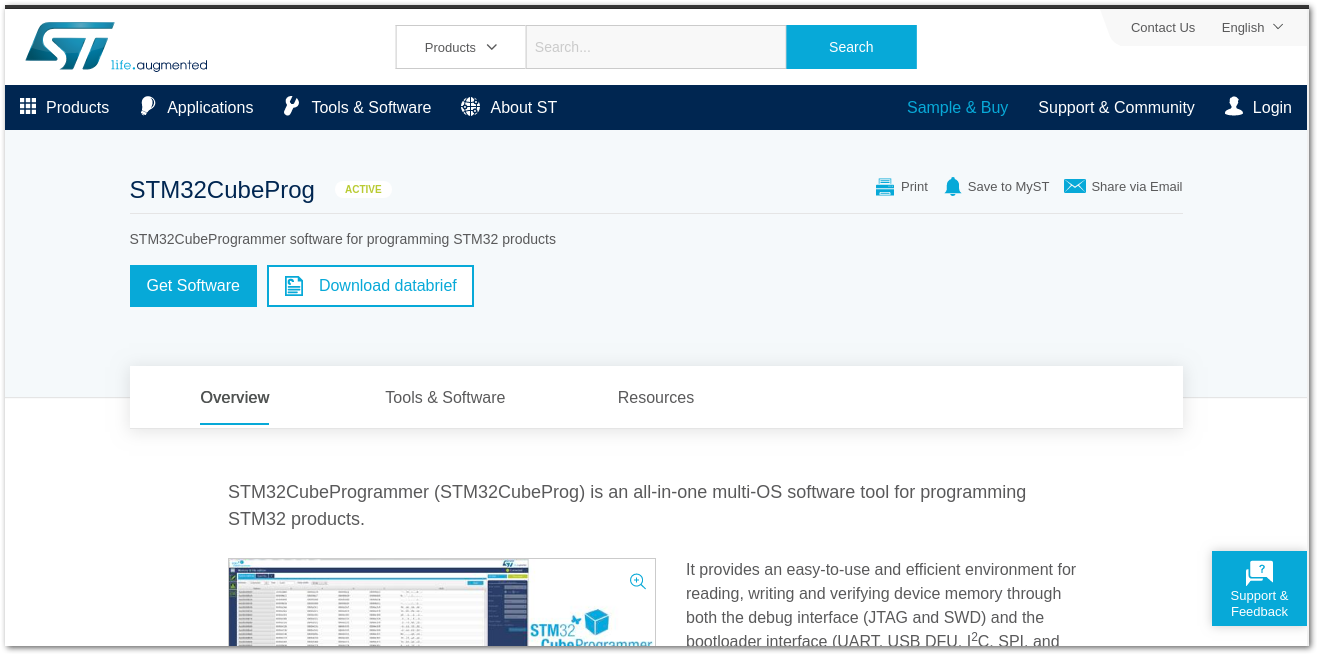 Contact Us English
ST
life.augmented
Products Search... Search
Products Applications Tools & Software About ST Sample & Buy Support & Community Login
STM32CubeProg ACTIVE Print Save to MyST Share via Email
STM32CubeProgrammer software for programming STM32 products
Get Software Download databrief
Overview Tools & Software Resources
STM32CubeProgrammer (STM32CubeProg) is an all-in-one multi-OS software tool for programming
STM32 products.
STM32
CubeProgrammer
It provides an easy-to-use and efficient environment for
reading, writing and verifying device memory through
both the debug interface (JTAG and SWD) and the
bootloader interface (UART, USB DFU, I2C, SPI, and
?
Support &
Feedback